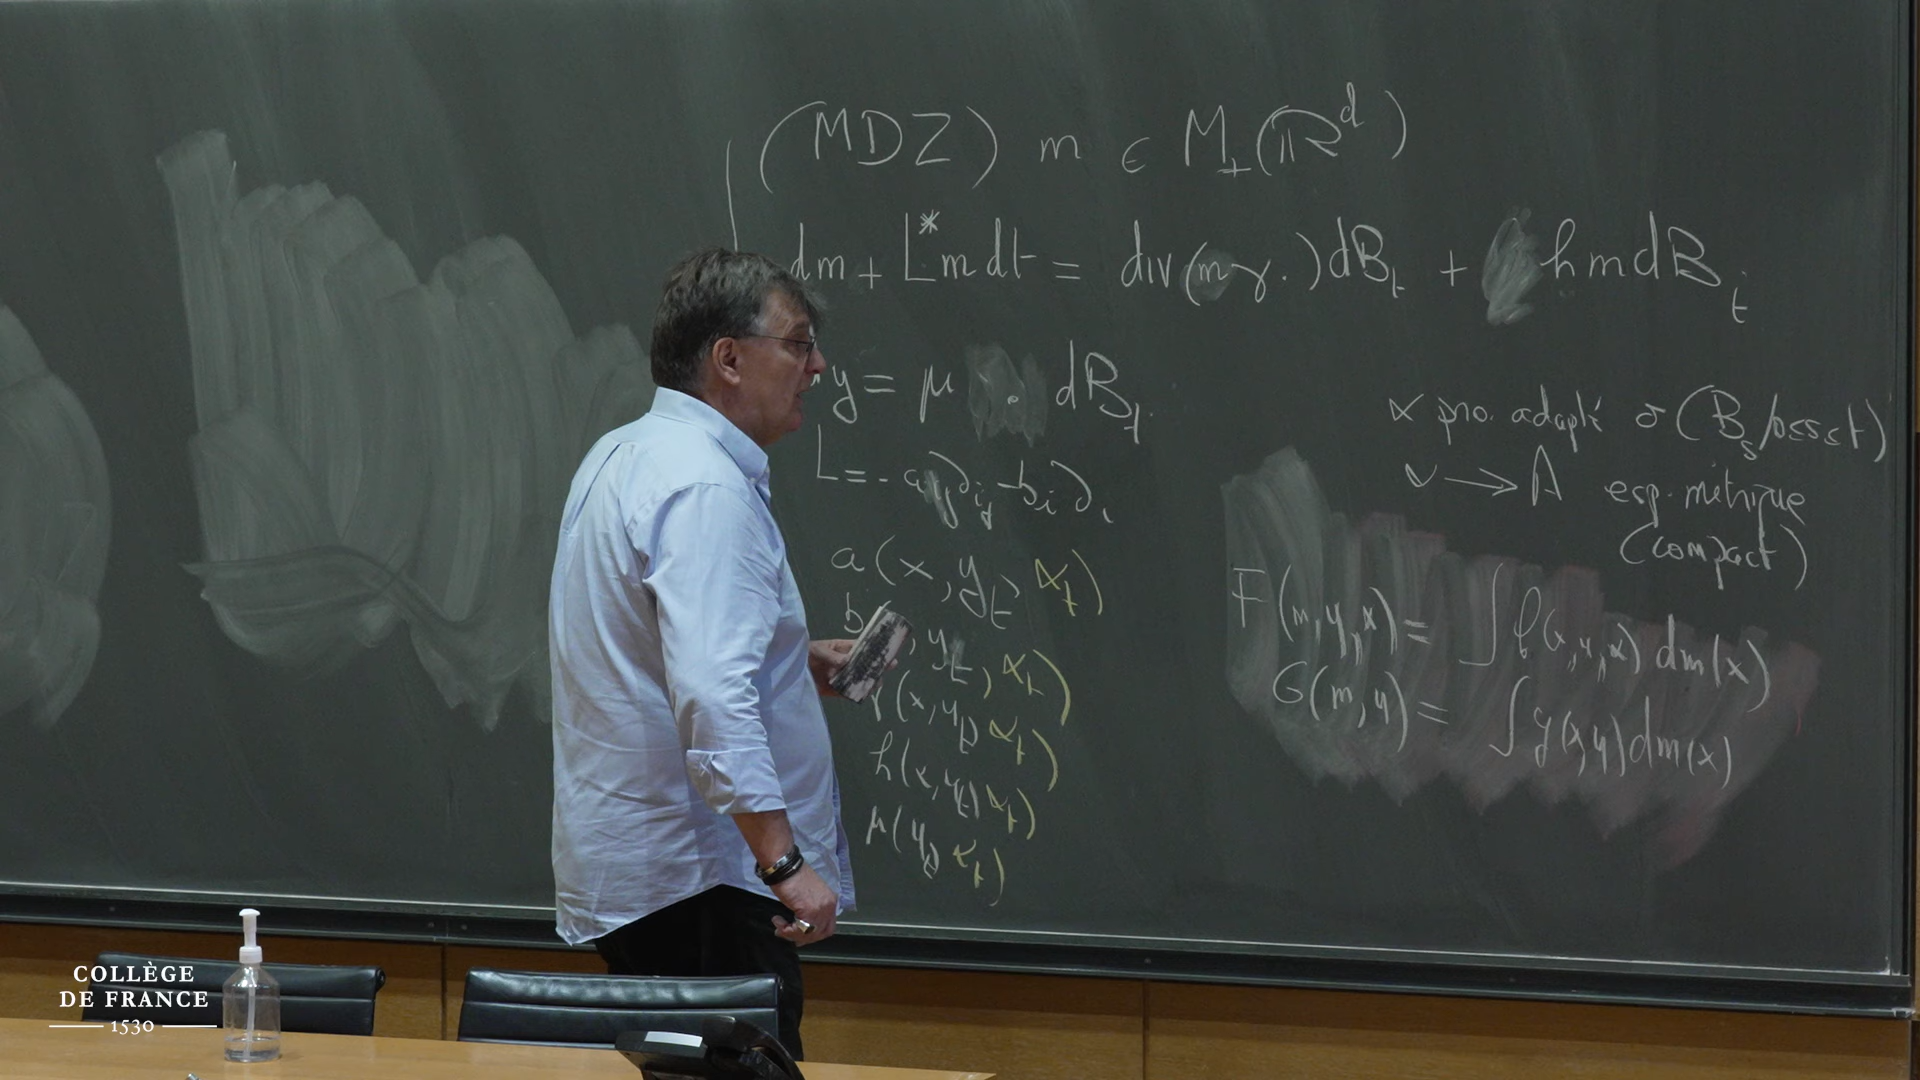 (MDZ) m ∈ M₊(ℝᵈ)
dm + L*m dt = div(mγ.)dB_t + h m dB_t
y = μ . dB_t
L = - a_ij ∂_ij - b_i ∂_i
α pro. adapté σ(B_s / 0≤s≤t)
∨ → A esp. métrique
(compact)
a(x, y_t, α_t)
b( , y_t, α_t)
γ(x, y_t, α_t)
h(x, y_t, α_t)
μ(y_t, α_t)
F(m, y, α) = ∫ f(x, y, α) dm(x)
G(m, y) = ∫ g(x, y) dm(x)
COLLÈGE
DE FRANCE
1530